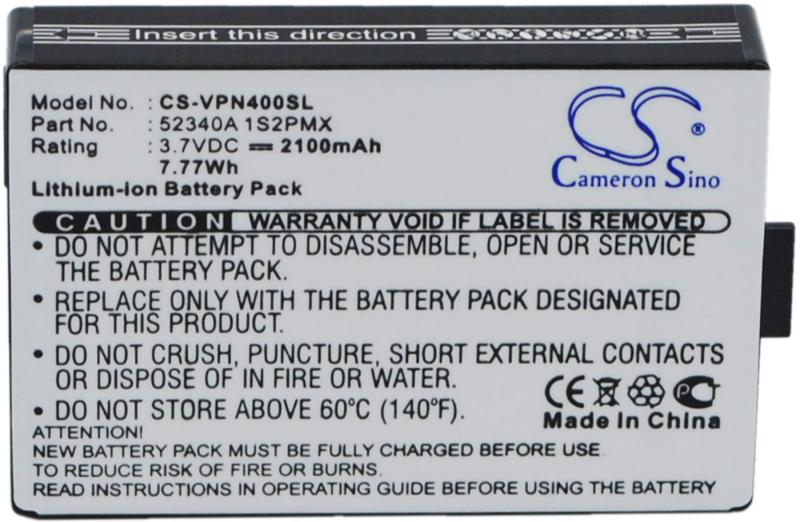 Insert this direction
Model No. : CS-VPN400SL
Part No. : 52340A 1S2PMX
Rating : 3.7VDC ⎓ 2100mAh
7.77Wh
Lithium-ion Battery Pack
CS ®
Cameron Sino
CAUTION WARRANTY VOID IF LABEL IS REMOVED
• DO NOT ATTEMPT TO DISASSEMBLE, OPEN OR SERVICE
THE BATTERY PACK.
• REPLACE ONLY WITH THE BATTERY PACK DESIGNATED
FOR THIS PRODUCT.
• DO NOT CRUSH, PUNCTURE, SHORT EXTERNAL CONTACTS
OR DISPOSE OF IN FIRE OR WATER.
• DO NOT STORE ABOVE 60°C (140°F).
CE
Made In China
ATTENTION!
NEW BATTERY PACK MUST BE FULLY CHARGED BEFORE USE
TO REDUCE RISK OF FIRE OR BURNS.
READ INSTRUCTIONS IN OPERATING GUIDE BEFORE USE THE BATTERY